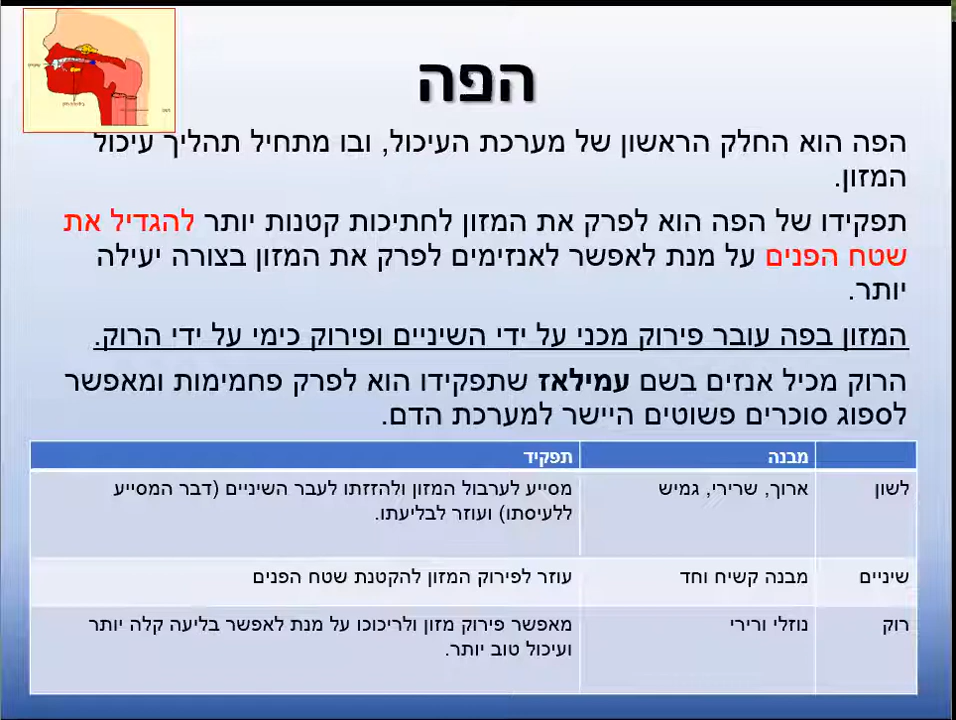 הפה
הפה הוא החלק הראשון של מערכת העיכול, ובו מתחיל תהליך עיכול
המזון.
תפקידו של הפה הוא לפרק את המזון לחתיכות קטנות יותר להגדיל את
שטח הפנים על מנת לאפשר לאנזימים לפרק את המזון בצורה יעילה
יותר.
המזון בפה עובר פירוק מכני על ידי השיניים ופירוק כימי על ידי הרוק.
הרוק מכיל אנזים בשם עמילאז שתפקידו הוא לפרק פחמימות ומאפשר
לספוג סוכרים פשוטים היישר למערכת הדם.
מבנה תפקיד
לשון ארוך, שרירי, גמיש מסייע לערבול המזון ולהזזתו לעבר השיניים (דבר המסייע
ללעיסתו) ועוזר לבליעתו.
שיניים מבנה קשיח וחד עוזר לפירוק המזון להקטנת שטח הפנים
רוק נוזלי ורירי מאפשר פירוק מזון ולריכוכו על מנת לאפשר בליעה קלה יותר
ועיכול טוב יותר.